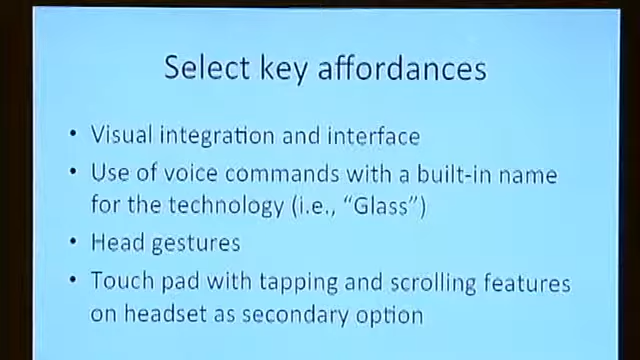 Select key affordances
• Visual integration and interface
• Use of voice commands with a built-in name
for the technology (i.e., “Glass”)
• Head gestures
• Touch pad with tapping and scrolling features
on headset as secondary option